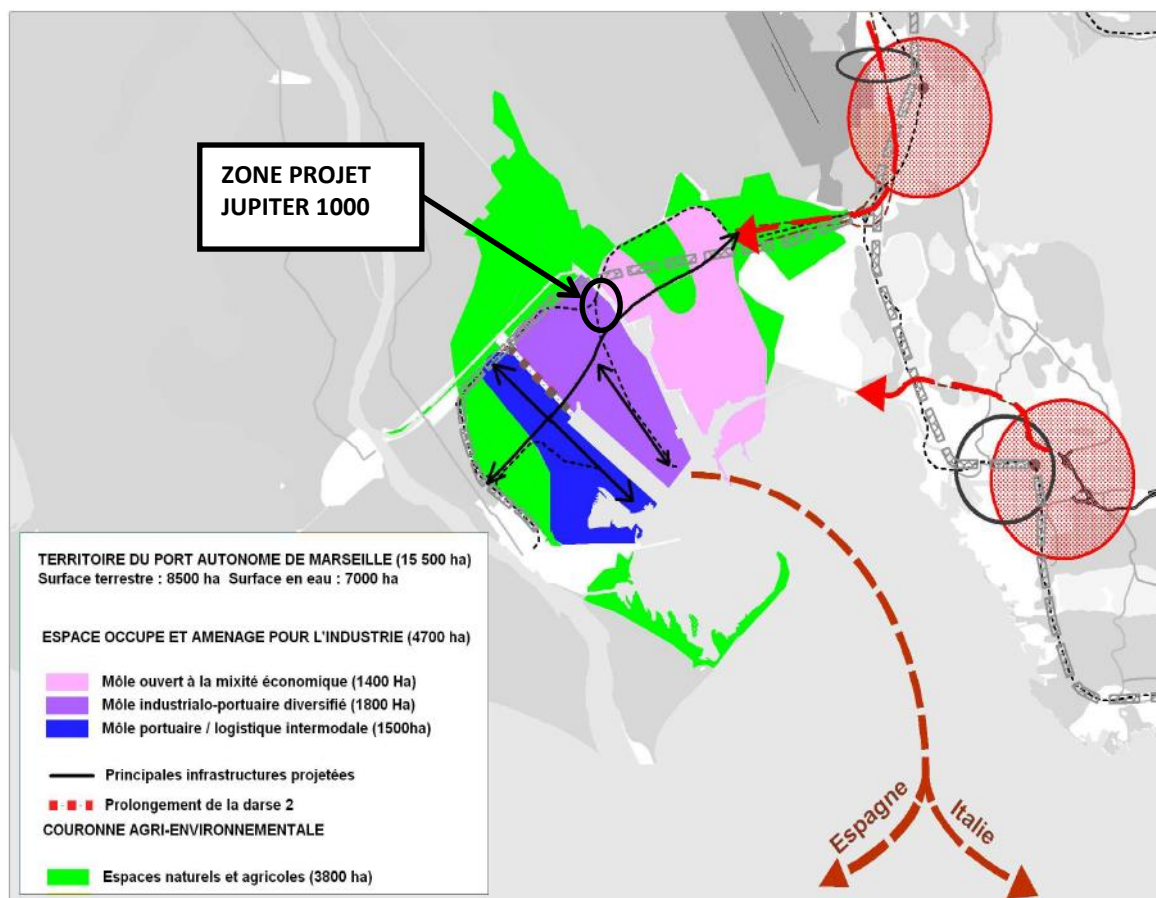 ZONE PROJET
JUPITER 1000
TERRITOIRE DU PORT AUTONOME DE MARSEILLE (15 500 ha)
Surface terrestre : 8500 ha Surface en eau : 7000 ha
ESPACE OCCUPE ET AMENAGE POUR L'INDUSTRIE (4700 ha)
Môle ouvert à la mixité économique (1400 Ha)
Môle industrialo-portuaire diversifié (1800 Ha)
Môle portuaire / logistique intermodale (1500ha)
Principales infrastructures projetées
Prolongement de la darse 2
COURONNE AGRI-ENVIRONNEMENTALE
Espaces naturels et agricoles (3800 ha)
Espagne
Italie